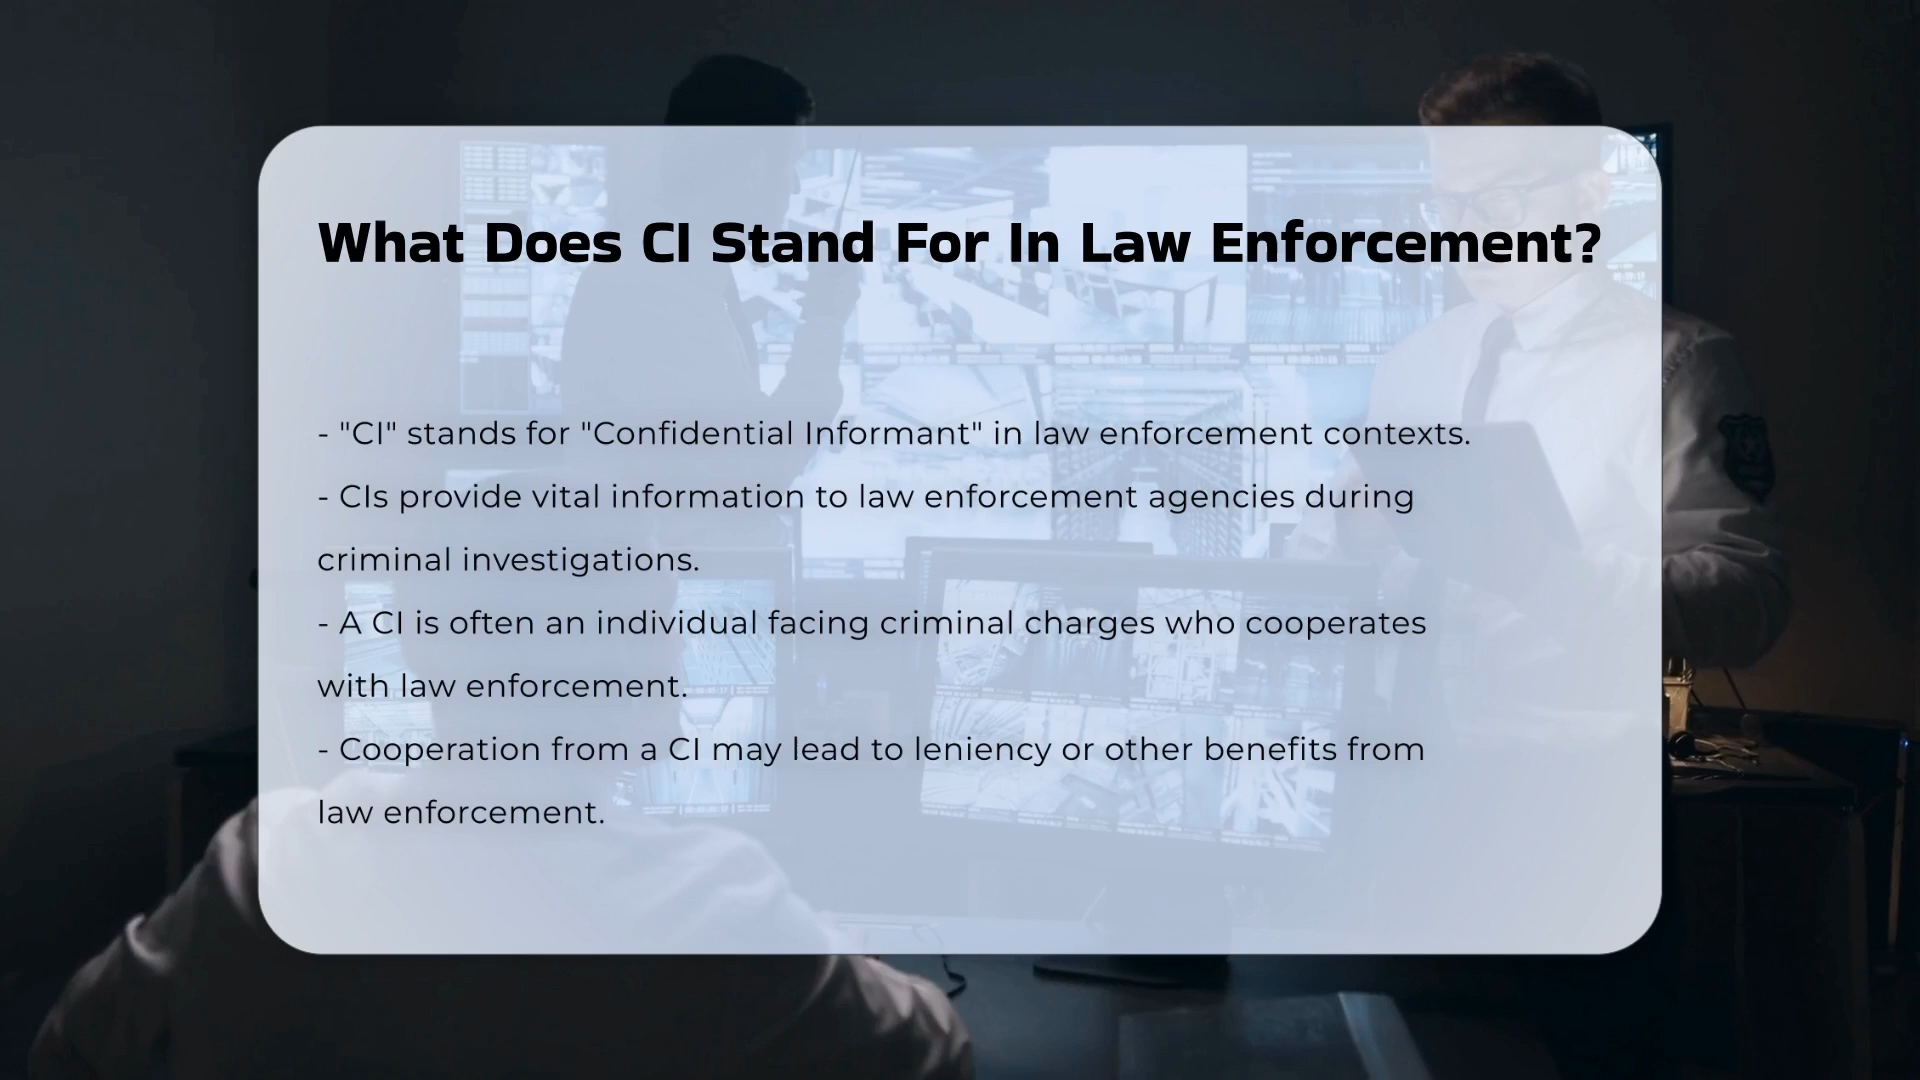 What Does CI Stand For In Law Enforcement?
- "CI" stands for "Confidential Informant" in law enforcement contexts.
- CIs provide vital information to law enforcement agencies during
criminal investigations.
- A CI is often an individual facing criminal charges who cooperates
with law enforcement.
- Cooperation from a CI may lead to leniency or other benefits from
law enforcement.